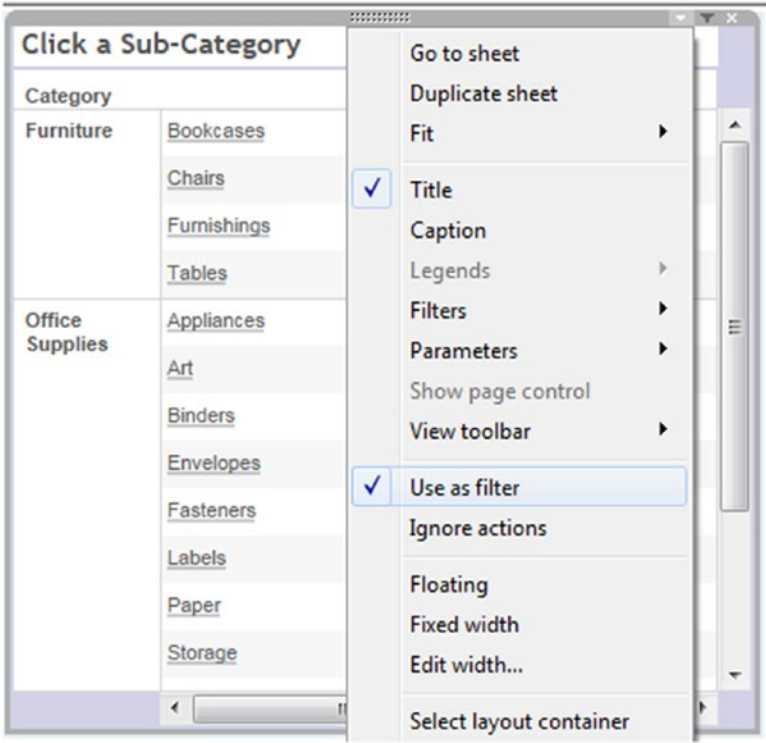 Click a Sub-Category
Category
Furniture
Bookcases
Chairs
Furnishings
Tables
Office
Supplies
Appliances
Art
Binders
Envelopes
Fasteners
Labels
Paper
Storage
Go to sheet
Duplicate sheet
Fit
Title
Caption
Legends
Filters
Parameters
Show page control
View toolbar
Use as filter
Ignore actions
Floating
Fixed width
Edit width...
Select layout container